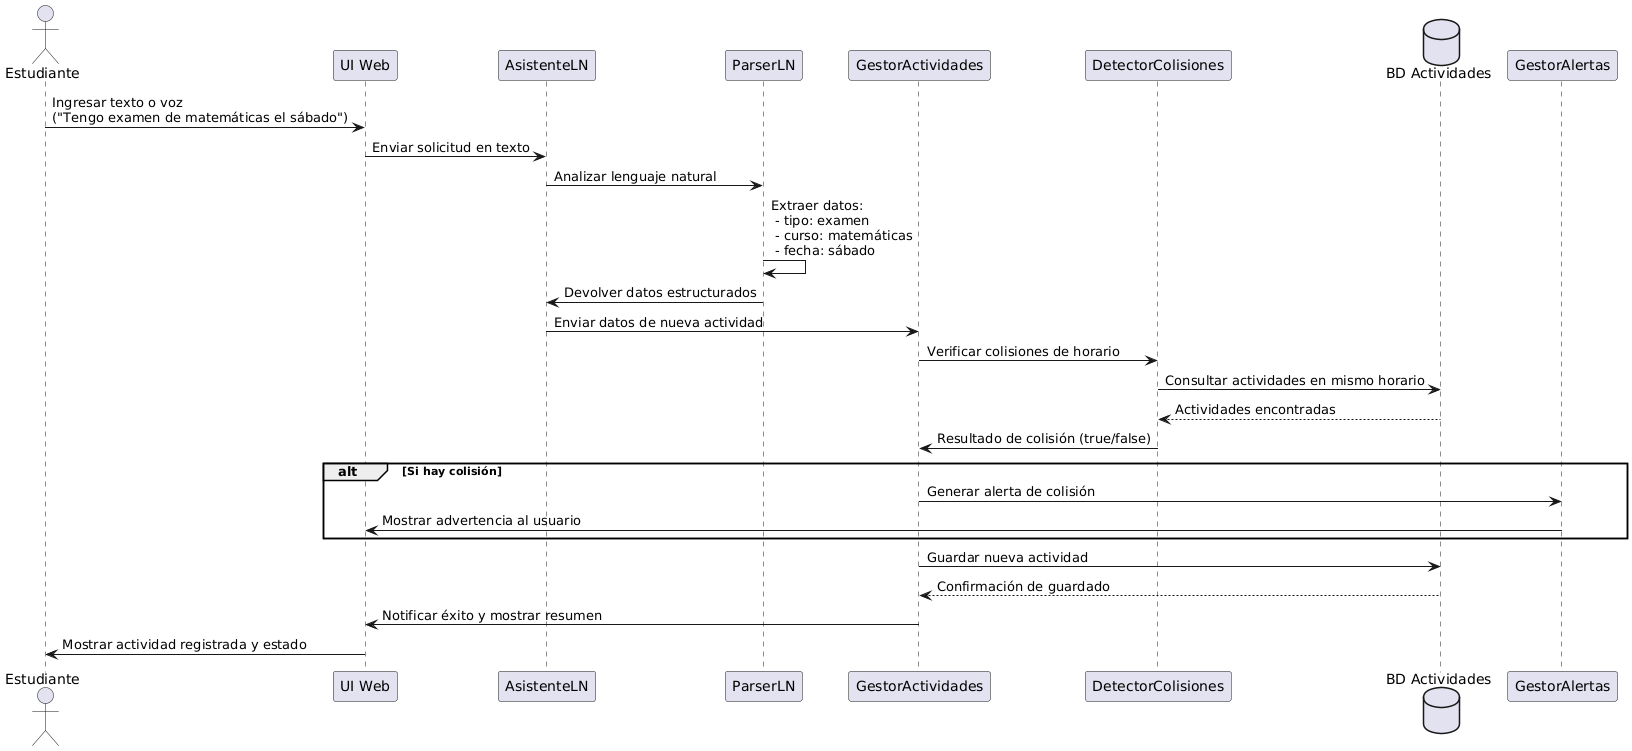 Estudiante
UI Web
AsistenteLN
ParserLN
GestorActividades
DetectorColisiones
BD Actividades
GestorAlertas
Ingresar texto o voz
("Tengo examen de matemáticas el sábado")
Enviar solicitud en texto
Analizar lenguaje natural
Extraer datos:
- tipo: examen
- curso: matemáticas
- fecha: sábado
Devolver datos estructurados
Enviar datos de nueva actividad
Verificar colisiones de horario
Consultar actividades en mismo horario
Actividades encontradas
Resultado de colisión (true/false)
alt [Si hay colisión]
Generar alerta de colisión
Mostrar advertencia al usuario
Guardar nueva actividad
Confirmación de guardado
Notificar éxito y mostrar resumen
Mostrar actividad registrada y estado
Estudiante
UI Web
AsistenteLN
ParserLN
GestorActividades
DetectorColisiones
BD Actividades
GestorAlertas